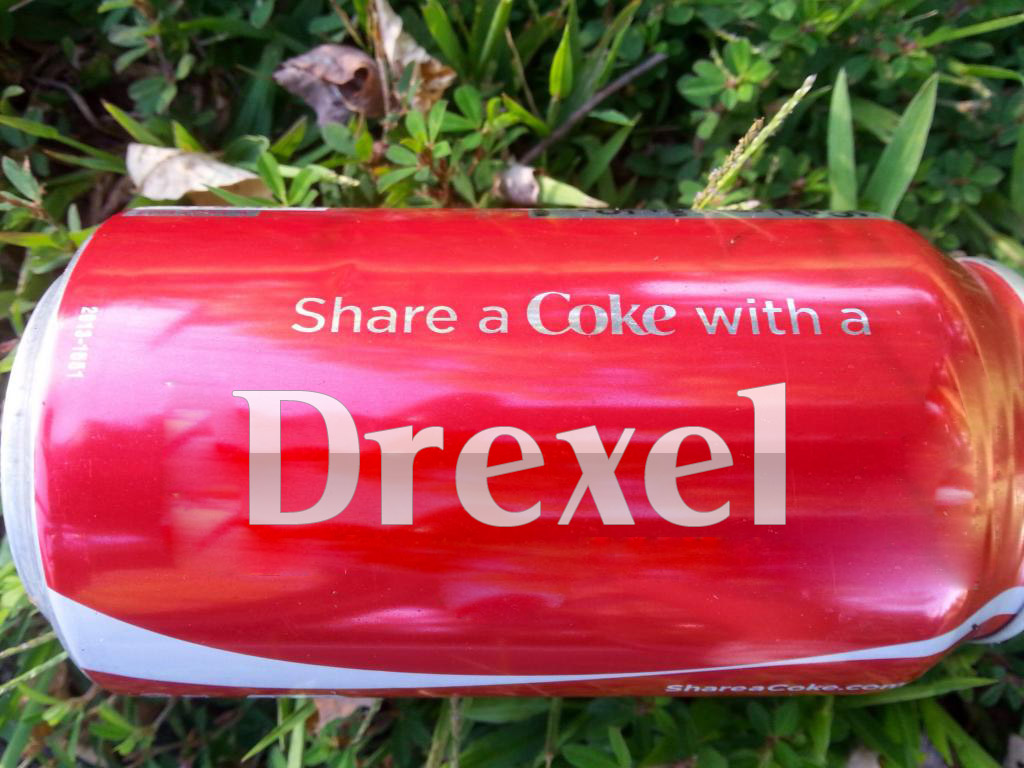 Share a Coke with a
Drexel
ShareaCoke.com